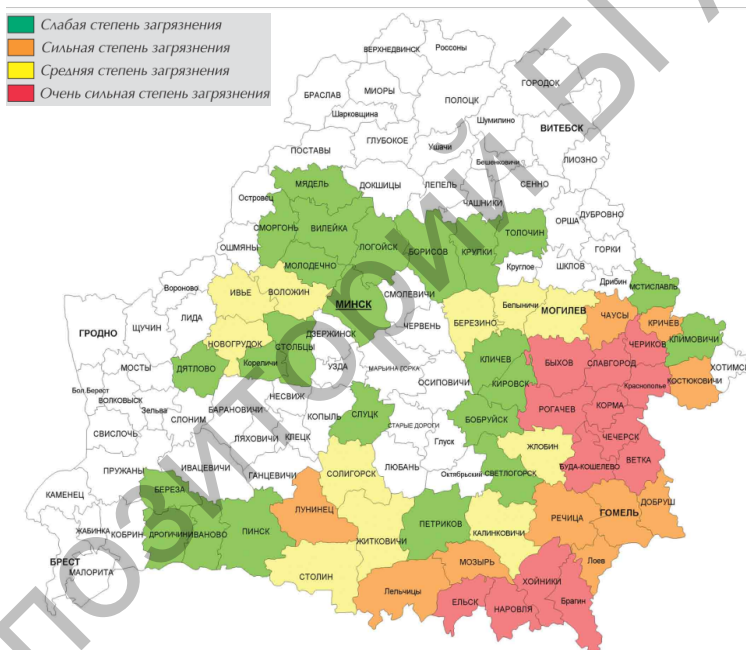 Слабая степень загрязнения
Сильная степень загрязнения
Средняя степень загрязнения
Очень сильная степень загрязнения
ВЕРХНЕДВИНСК
Россоны
ГОРОДОК
БРАСЛАВ
МИОРЫ
ПОЛОЦК
Шарковщина
Шумилино
ВИТЕБСК
ГЛУБОКОЕ
Ушачи
ПОСТАВЫ
Бешенковичи
ЛИОЗНО
МЯДЕЛЬ
ДОКШИЦЫ
ЛЕПЕЛЬ
СЕННО
Островец
ЧАШНИКИ
СМОРГОНЬ
ВИЛЕЙКА
ОРША
ДУБРОВНО
ТОЛОЧИН
ОШМЯНЫ
ЛОГОЙСК
БОРИСОВ
КРУПКИ
ГОРКИ
МОЛОДЕЧНО
Круглое
ШКЛОВ
Вороново
ИВЬЕ
ВОЛОЖИН
СМОЛЕВИЧИ
Дрибин
МСТИСЛАВЛЬ
МИНСК
Белыничи
МОГИЛЕВ
ЧАУСЫ
КРИЧЕВ
ГРОДНО
ЩУЧИН
ЛИДА
ЧЕРВЕНЬ
БЕРЕЗИНО
НОВОГРУДОК
СТОЛБЦЫ
ДЗЕРЖИНСК
ЧЕРИКОВ
КЛИМОВИЧИ
МОСТЫ
ДЯТЛОВО
Кореличи
УЗДА
МАРЬИНА ГОРКА
КЛИЧЕВ
БЫХОВ
СЛАВГОРОД
ХОТИМСК
Бол.Берест
ОСИПОВИЧИ
КИРОВСК
Краснополье
КОСТЮКОВИЧИ
ВОЛКОВЫСК
Зельва
БАРАНОВИЧИ
НЕСВИЖ
КОПЫЛЬ
СЛУЦК
РОГАЧЕВ
КОРМА
СЛОНИМ
СТАРЫЕ ДОРОГИ
БОБРУЙСК
СВИСЛОЧЬ
ЛЯХОВИЧИ
КЛЕЦК
Глуск
ЧЕЧЕРСК
ЖЛОБИН
ПРУЖАНЫ
ИВАЦЕВИЧИ
ГАНЦЕВИЧИ
СОЛИГОРСК
ЛЮБАНЬ
Октябрьский
СВЕТЛОГОРСК
БУДА-КОШЕЛЕВО
ВЕТКА
КАМЕНЕЦ
БЕРЕЗА
ЛУНИНЕЦ
ДОБРУШ
ЖАБИНКА
КОБРИН
ДРОГИЧИН
ИВАНОВО
ПИНСК
ЖИТКОВИЧИ
ПЕТРИКОВ
КАЛИНКОВИЧИ
РЕЧИЦА
ГОМЕЛЬ
БРЕСТ
МАЛОРИТА
СТОЛИН
Лельчицы
МОЗЫРЬ
ХОЙНИКИ
Лоев
ЕЛЬСК
НАРОВЛЯ
Брагин